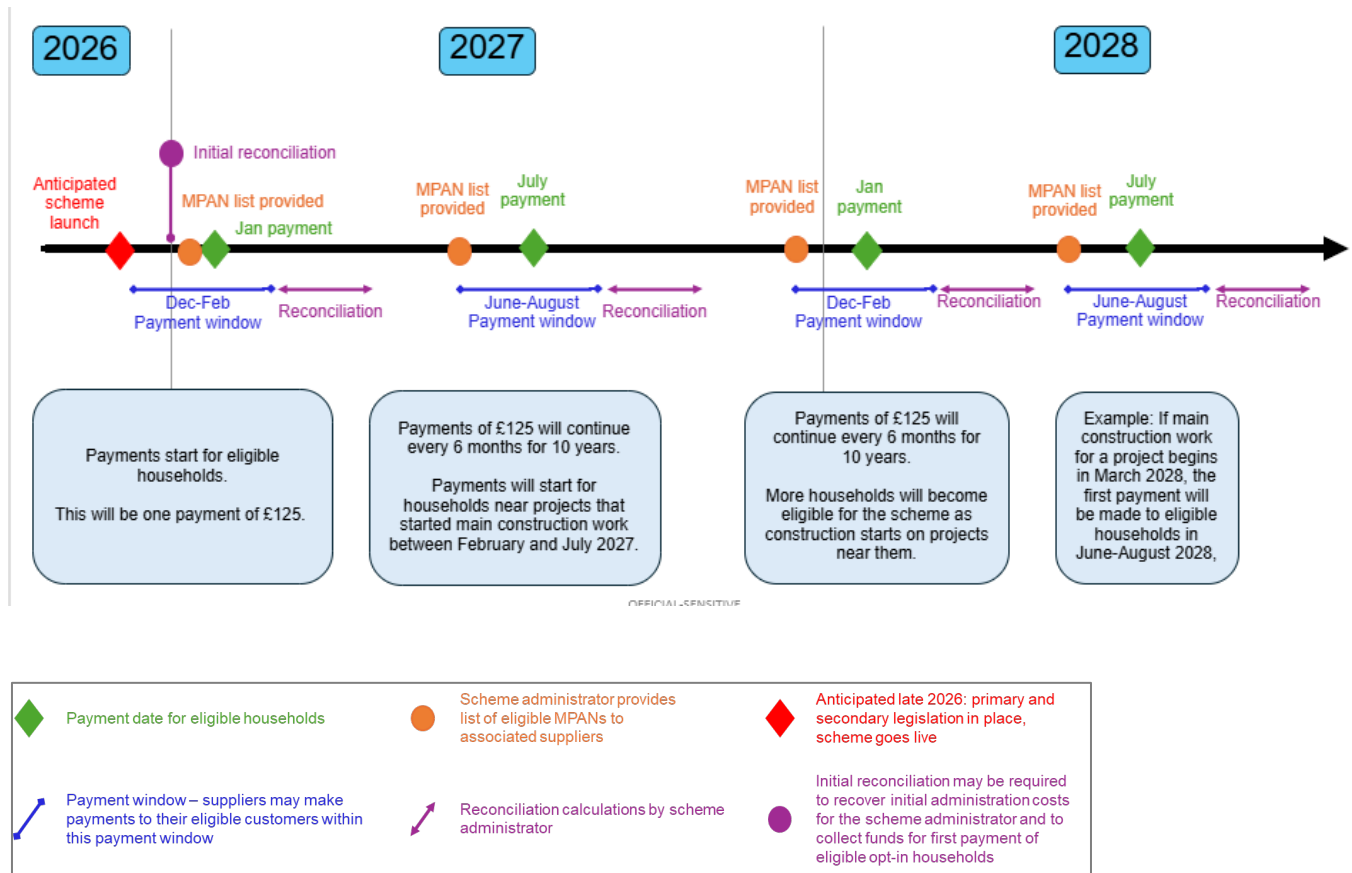 2026
2027
2028
Initial reconciliation
Anticipated
scheme
launch
MPAN list provided
Jan payment
MPAN list
provided
July
payment
MPAN list
provided
Jan
payment
MPAN list
provided
July
payment
Dec-Feb
Payment window
Reconciliation
June-August
Payment window
Reconciliation
Dec-Feb
Payment window
Reconciliation
June-August
Payment window
Reconciliation
Payments start for eligible
households.
This will be one payment of £125.
Payments of £125 will continue
every 6 months for 10 years.
Payments will start for
households near projects that
started main construction work
between February and July 2027.
Payments of £125 will
continue every 6 months for
10 years.
More households will become
eligible for the scheme as
construction starts on projects
near them.
Example: If main
construction work
for a project begins
in March 2028, the
first payment will
be made to eligible
households in
June-August 2028,
OFFICIAL-SENSITIVE
Payment date for eligible households
Scheme administrator provides
list of eligible MPANs to
associated suppliers
Anticipated late 2026: primary and
secondary legislation in place,
scheme goes live
Payment window – suppliers may make
payments to their eligible customers within
this payment window
Reconciliation calculations by scheme
administrator
Initial reconciliation may be required
to recover initial administration costs
for the scheme administrator and to
collect funds for first payment of
eligible opt-in households